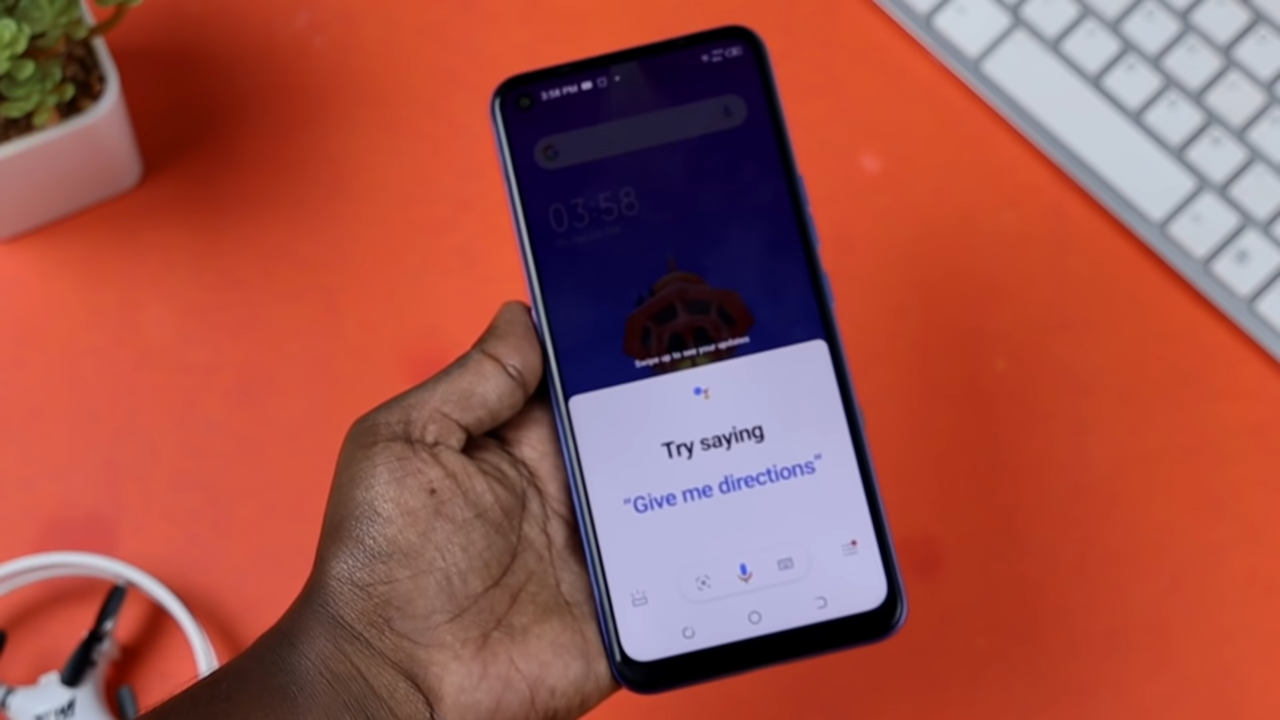 3:58 PM
03:58
Swipe up to see your updates
Try saying
“Give me directions”